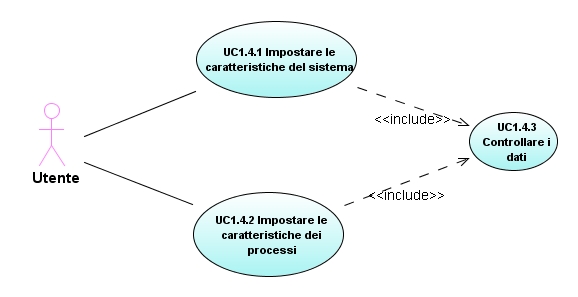 UC1.4.1 Impostare le
caratteristiche del sistema
<<include>>
UC1.4.3
Controllare i
dati
Utente
<<include>>
UC1.4.2 Impostare le
caratteristiche dei
processi